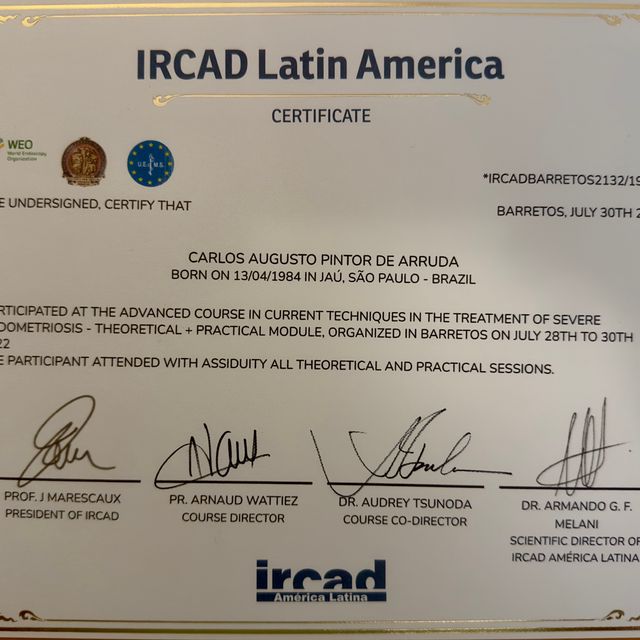 IRCAD Latin America
CERTIFICATE
WEO
World Endoscopy
Organization
U.E.M.S.
*IRCADBARRETOS2132/19
E UNDERSIGNED, CERTIFY THAT
BARRETOS, JULY 30TH 2
CARLOS AUGUSTO PINTOR DE ARRUDA
BORN ON 13/04/1984 IN JAÚ, SÃO PAULO - BRAZIL
RTICIPATED AT THE ADVANCED COURSE IN CURRENT TECHNIQUES IN THE TREATMENT OF SEVERE
DOMETRIOSIS - THEORETICAL + PRACTICAL MODULE, ORGANIZED IN BARRETOS ON JULY 28TH TO 30TH
22
E PARTICIPANT ATTENDED WITH ASSIDUITY ALL THEORETICAL AND PRACTICAL SESSIONS.
PROF. J MARESCAUX
PRESIDENT OF IRCAD
PR. ARNAUD WATTIEZ
COURSE DIRECTOR
DR. AUDREY TSUNODA
COURSE CO-DIRECTOR
DR. ARMANDO G. F.
MELANI
SCIENTIFIC DIRECTOR OF
IRCAD AMÉRICA LATINA
ircad
América Latina